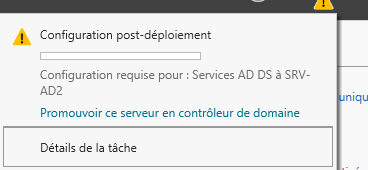 Configuration post-déploiement
Configuration requise pour : Services AD DS à SRV-
AD2
unique
Promouvoir ce serveur en contrôleur de domaine
Détails de la tâche